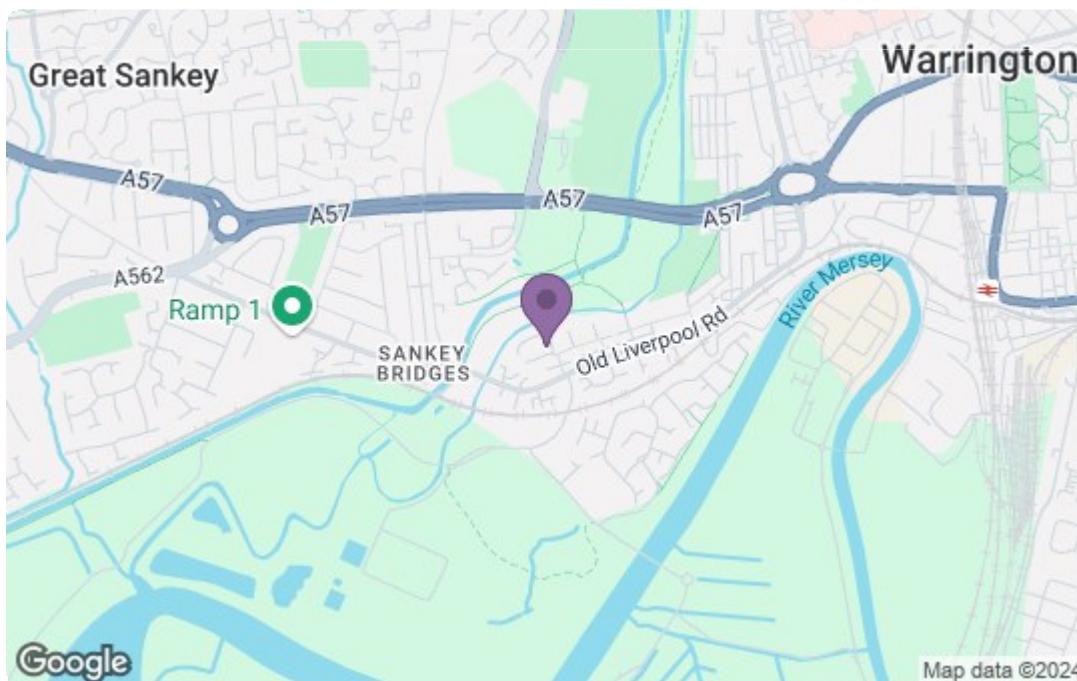 Warrington
Great Sankey
A57
A57
A57
A57
A562
River Mersey
Ramp 1
Old Liverpool Rd
SANKEY
BRIDGES
Google
Map data ©2024